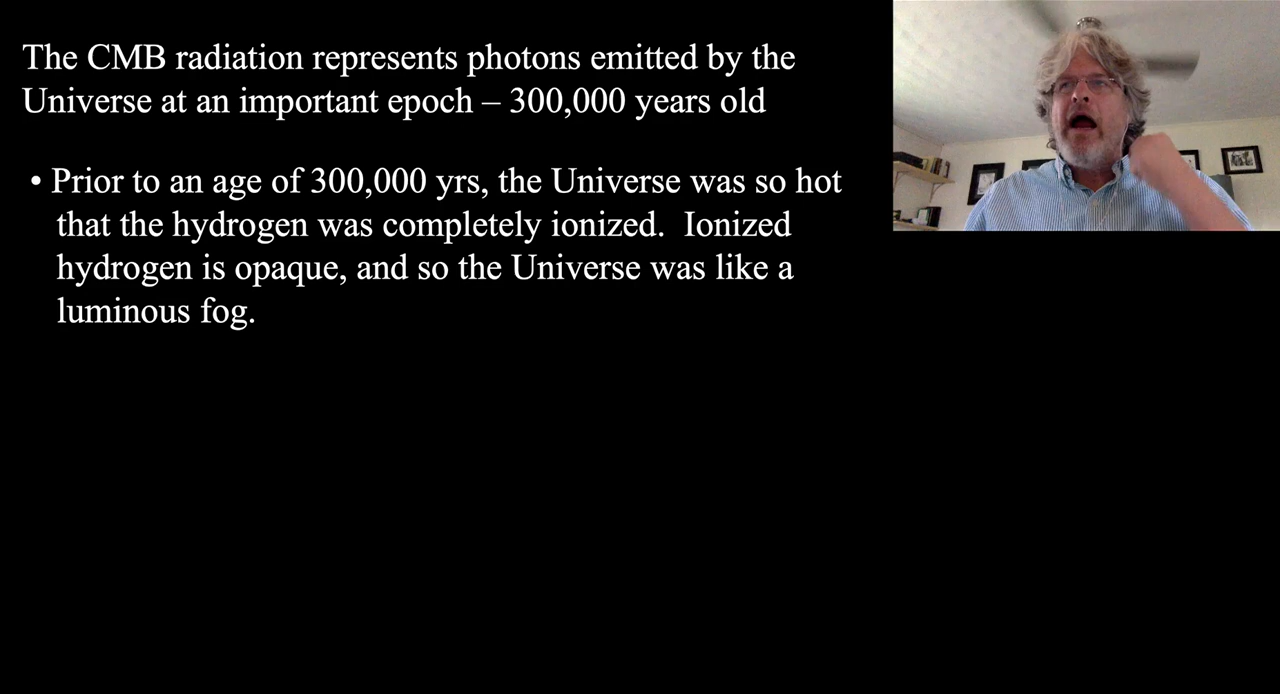 The CMB radiation represents photons emitted by the
Universe at an important epoch – 300,000 years old
• Prior to an age of 300,000 yrs, the Universe was so hot
that the hydrogen was completely ionized.  Ionized
hydrogen is opaque, and so the Universe was like a
luminous fog.